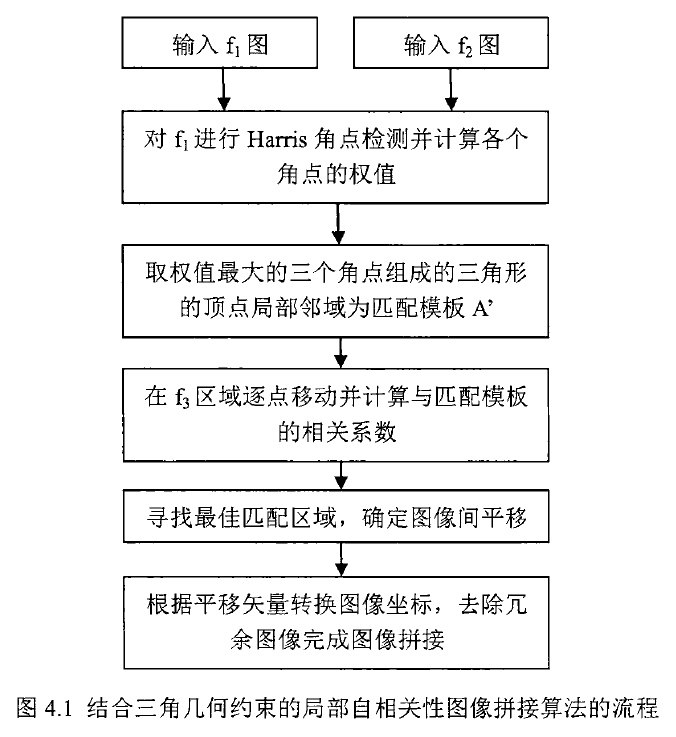 输入 f₁ 图
输入 f₂ 图
对 f₁ 进行 Harris 角点检测并计算各个
角点的权值
取权值最大的三个角点组成的三角形
的顶点局部邻域为匹配模板 A’
在 f₃ 区域逐点移动并计算与匹配模板
的相关系数
寻找最佳匹配区域，确定图像间平移
根据平移矢量转换图像坐标，去除冗
余图像完成图像拼接
图 4.1 结合三角几何约束的局部自相关性图像拼接算法的流程